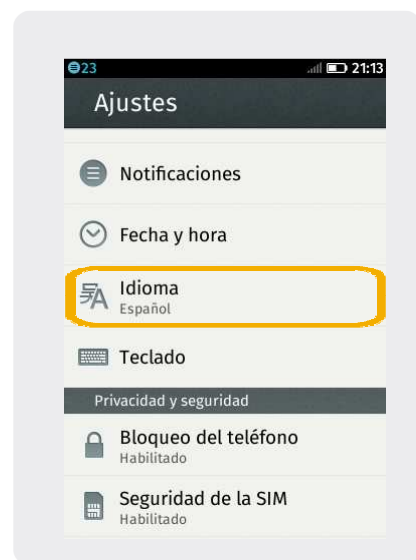 23 21:13
Ajustes
Notificaciones
Fecha y hora
Idioma
Español
Teclado
Privacidad y seguridad
Bloqueo del teléfono
Habilitado
Seguridad de la SIM
Habilitado